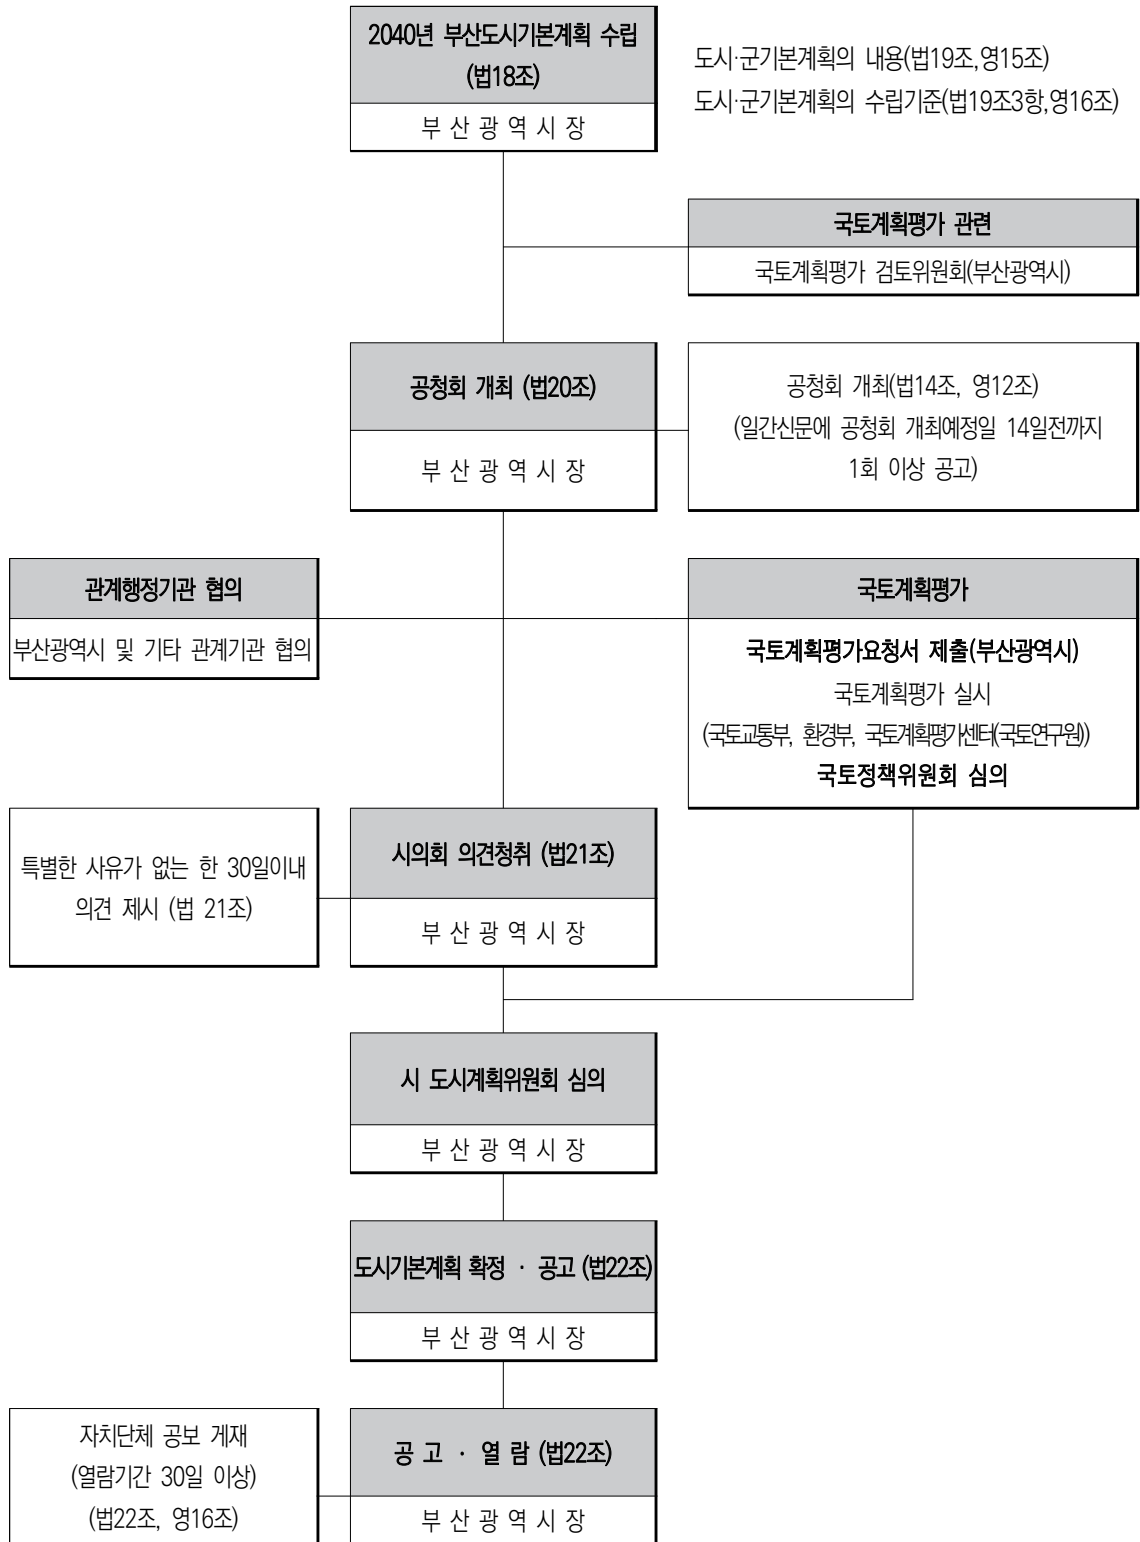 2040년 부산도시기본계획 수립
(법18조)
부 산 광 역 시 장
도시·군기본계획의 내용(법19조,영15조)
도시·군기본계획의 수립기준(법19조3항,영16조)
국토계획평가 관련
국토계획평가 검토위원회(부산광역시)
공청회 개최 (법20조)
부 산 광 역 시 장
공청회 개최(법14조, 영12조)
(일간신문에 공청회 개최예정일 14일전까지
1회 이상 공고)
관계행정기관 협의
부산광역시 및 기타 관계기관 협의
국토계획평가
국토계획평가요청서 제출(부산광역시)
국토계획평가 실시
(국토교통부, 환경부, 국토계획평가센터(국토연구원))
국토정책위원회 심의
특별한 사유가 없는 한 30일이내
의견 제시 (법 21조)
시의회 의견청취 (법21조)
부 산 광 역 시 장
시 도시계획위원회 심의
부 산 광 역 시 장
도시기본계획 확정 · 공고 (법22조)
부 산 광 역 시 장
자치단체 공보 게재
(열람기간 30일 이상)
(법22조, 영16조)
공 고 · 열 람 (법22조)
부 산 광 역 시 장